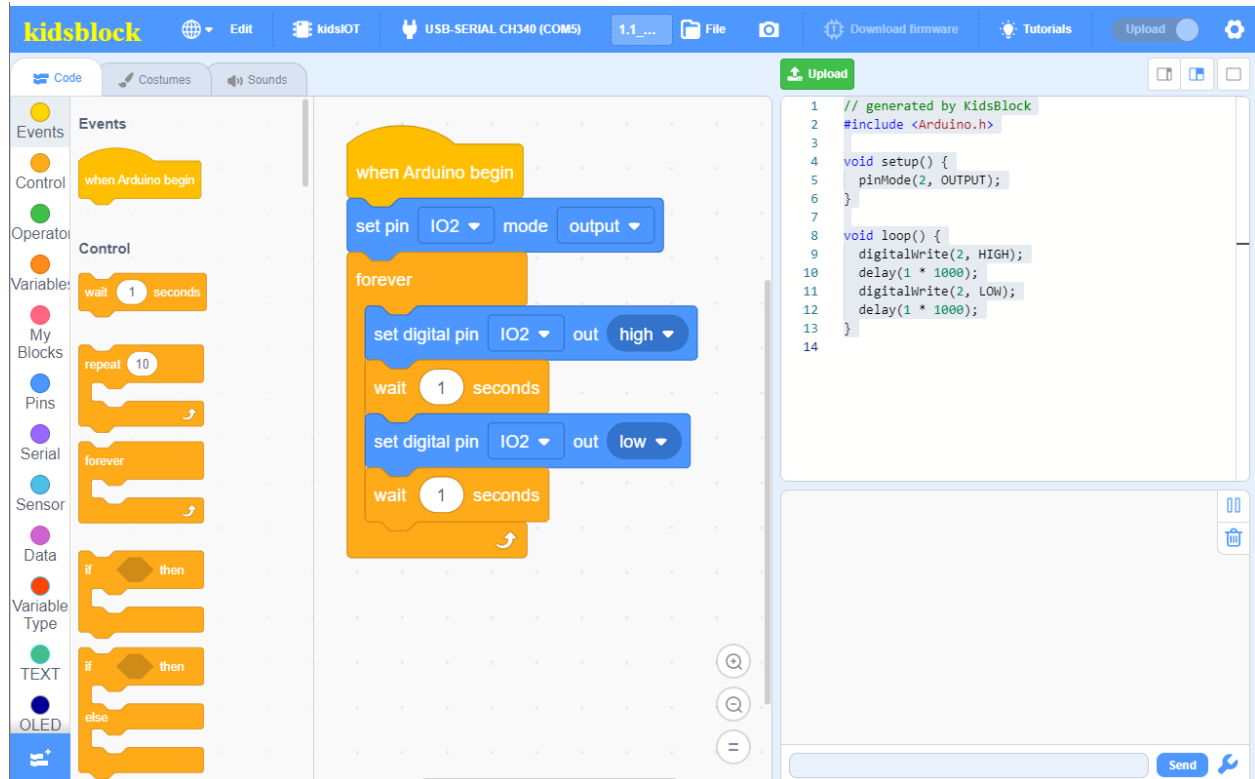 kidsblock Edit kidsIOT USB-SERIAL CH340 (COM5) 1.1_... File Download firmware Tutorials Upload
Code Costumes Sounds
Upload
Events
Control
Operator
Variables
My
Blocks
Pins
Serial
Sensor
Data
Variable
Type
TEXT
OLED
Events
when Arduino begin
Control
wait 1 seconds
repeat 10
forever
if then
if then
else
when Arduino begin
set pin IO2 mode output
forever
set digital pin IO2 out high
wait 1 seconds
set digital pin IO2 out low
wait 1 seconds
1 // generated by KidsBlock
2 #include <Arduino.h>
3
4 void setup() {
5 pinMode(2, OUTPUT);
6 }
7
8 void loop() {
9 digitalWrite(2, HIGH);
10 delay(1 * 1000);
11 digitalWrite(2, LOW);
12 delay(1 * 1000);
13 }
14
Send